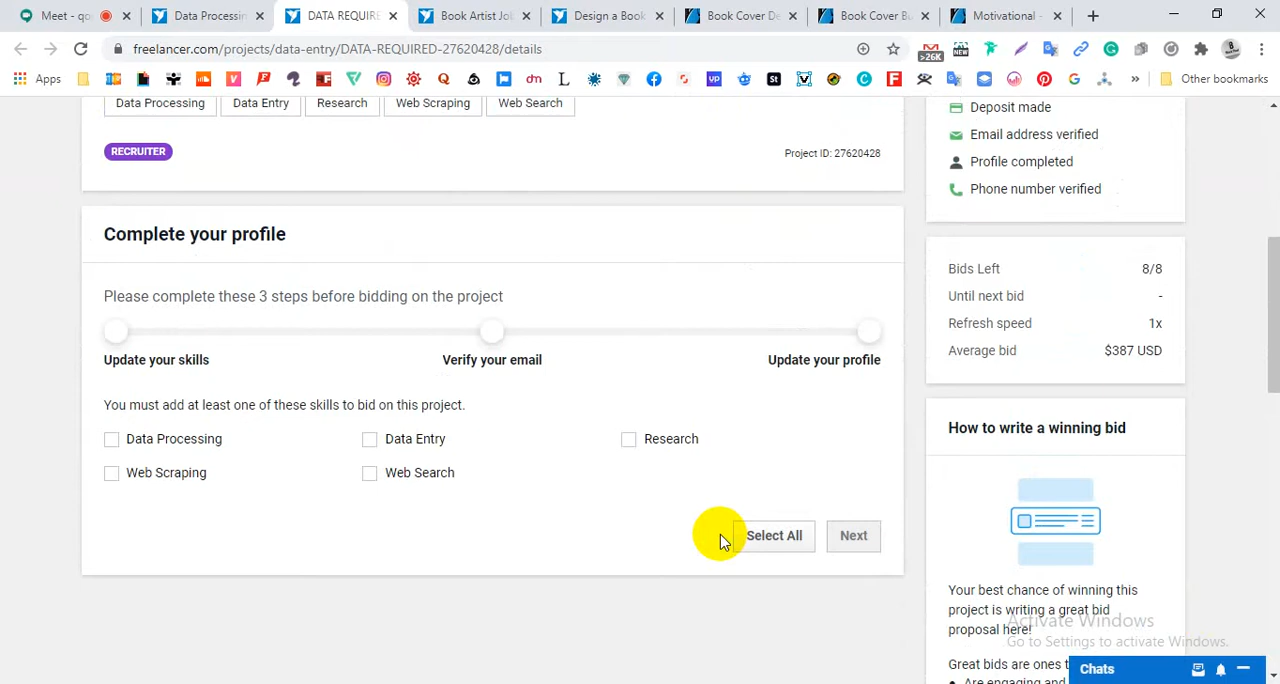 Meet - qo
Data Processin
DATA REQUIRE
Book Artist Jo
Design a Book
Book Cover De
Book Cover Bu
Motivational -
freelancer.com/projects/data-entry/DATA-REQUIRED-27620428/details
>26K
NEW
Apps
Other bookmarks
Data Processing
Data Entry
Research
Web Scraping
Web Search
RECRUITER
Project ID: 27620428
Complete your profile
Please complete these 3 steps before bidding on the project
Update your skills
Verify your email
Update your profile
You must add at least one of these skills to bid on this project.
Data Processing
Data Entry
Research
Web Scraping
Web Search
Select All
Next
Deposit made
Email address verified
Profile completed
Phone number verified
Bids Left 8/8
Until next bid -
Refresh speed 1x
Average bid $387 USD
How to write a winning bid
Your best chance of winning this
project is writing a great bid
proposal here!
Great bids are ones t
Are engaging and
Activate Windows
Go to Settings to activate Windows.
Chats